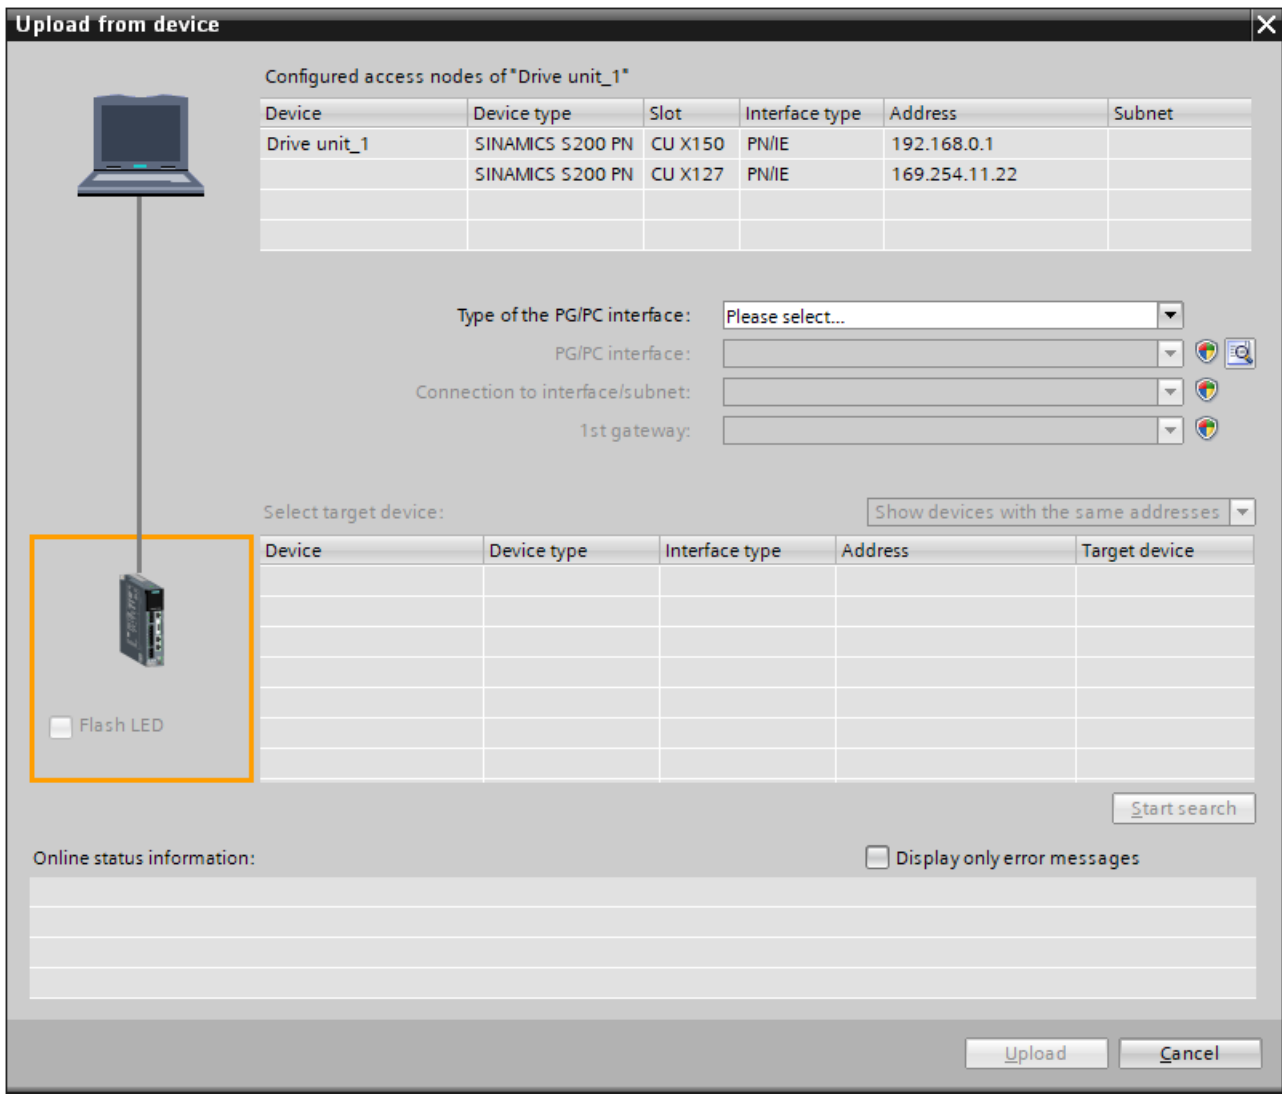 Upload from device
Configured access nodes of "Drive unit_1"
Device Device type Slot Interface type Address Subnet
Drive unit_1 SINAMICS S200 PN CU X150 PN/IE 192.168.0.1
SINAMICS S200 PN CU X127 PN/IE 169.254.11.22
Type of the PG/PC interface: Please select...
PG/PC interface:
Connection to interface/subnet:
1st gateway:
Select target device: Show devices with the same addresses
Device Device type Interface type Address Target device
Flash LED
Start search
Online status information: Display only error messages
Upload Cancel